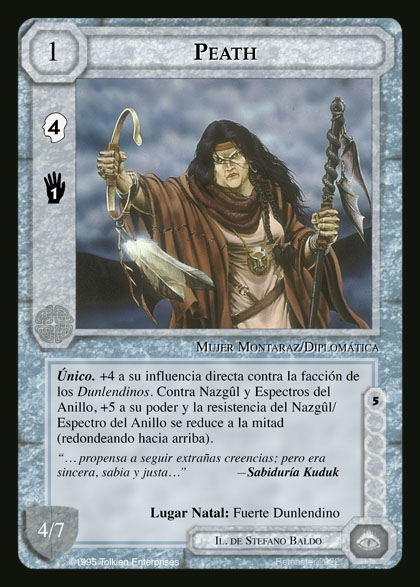 1
PEATH
4
1
MUJER MONTARAZ/DIPLOMÁTICA
Único. +4 a su influencia directa contra la facción de
los Dunlendinos. Contra Nazgûl y Espectros del
Anillo, +5 a su poder y la resistencia del Nazgûl/
Espectro del Anillo se reduce a la mitad
(redondeando hacia arriba).
5
“… propensa a seguir extrañas creencias; pero era
sincera, sabia y justa…” —Sabiduría Kuduk
Lugar Natal: Fuerte Dunlendino
4/7
IL. DE STEFANO BALDO
©1995 Tolkien Enterprises